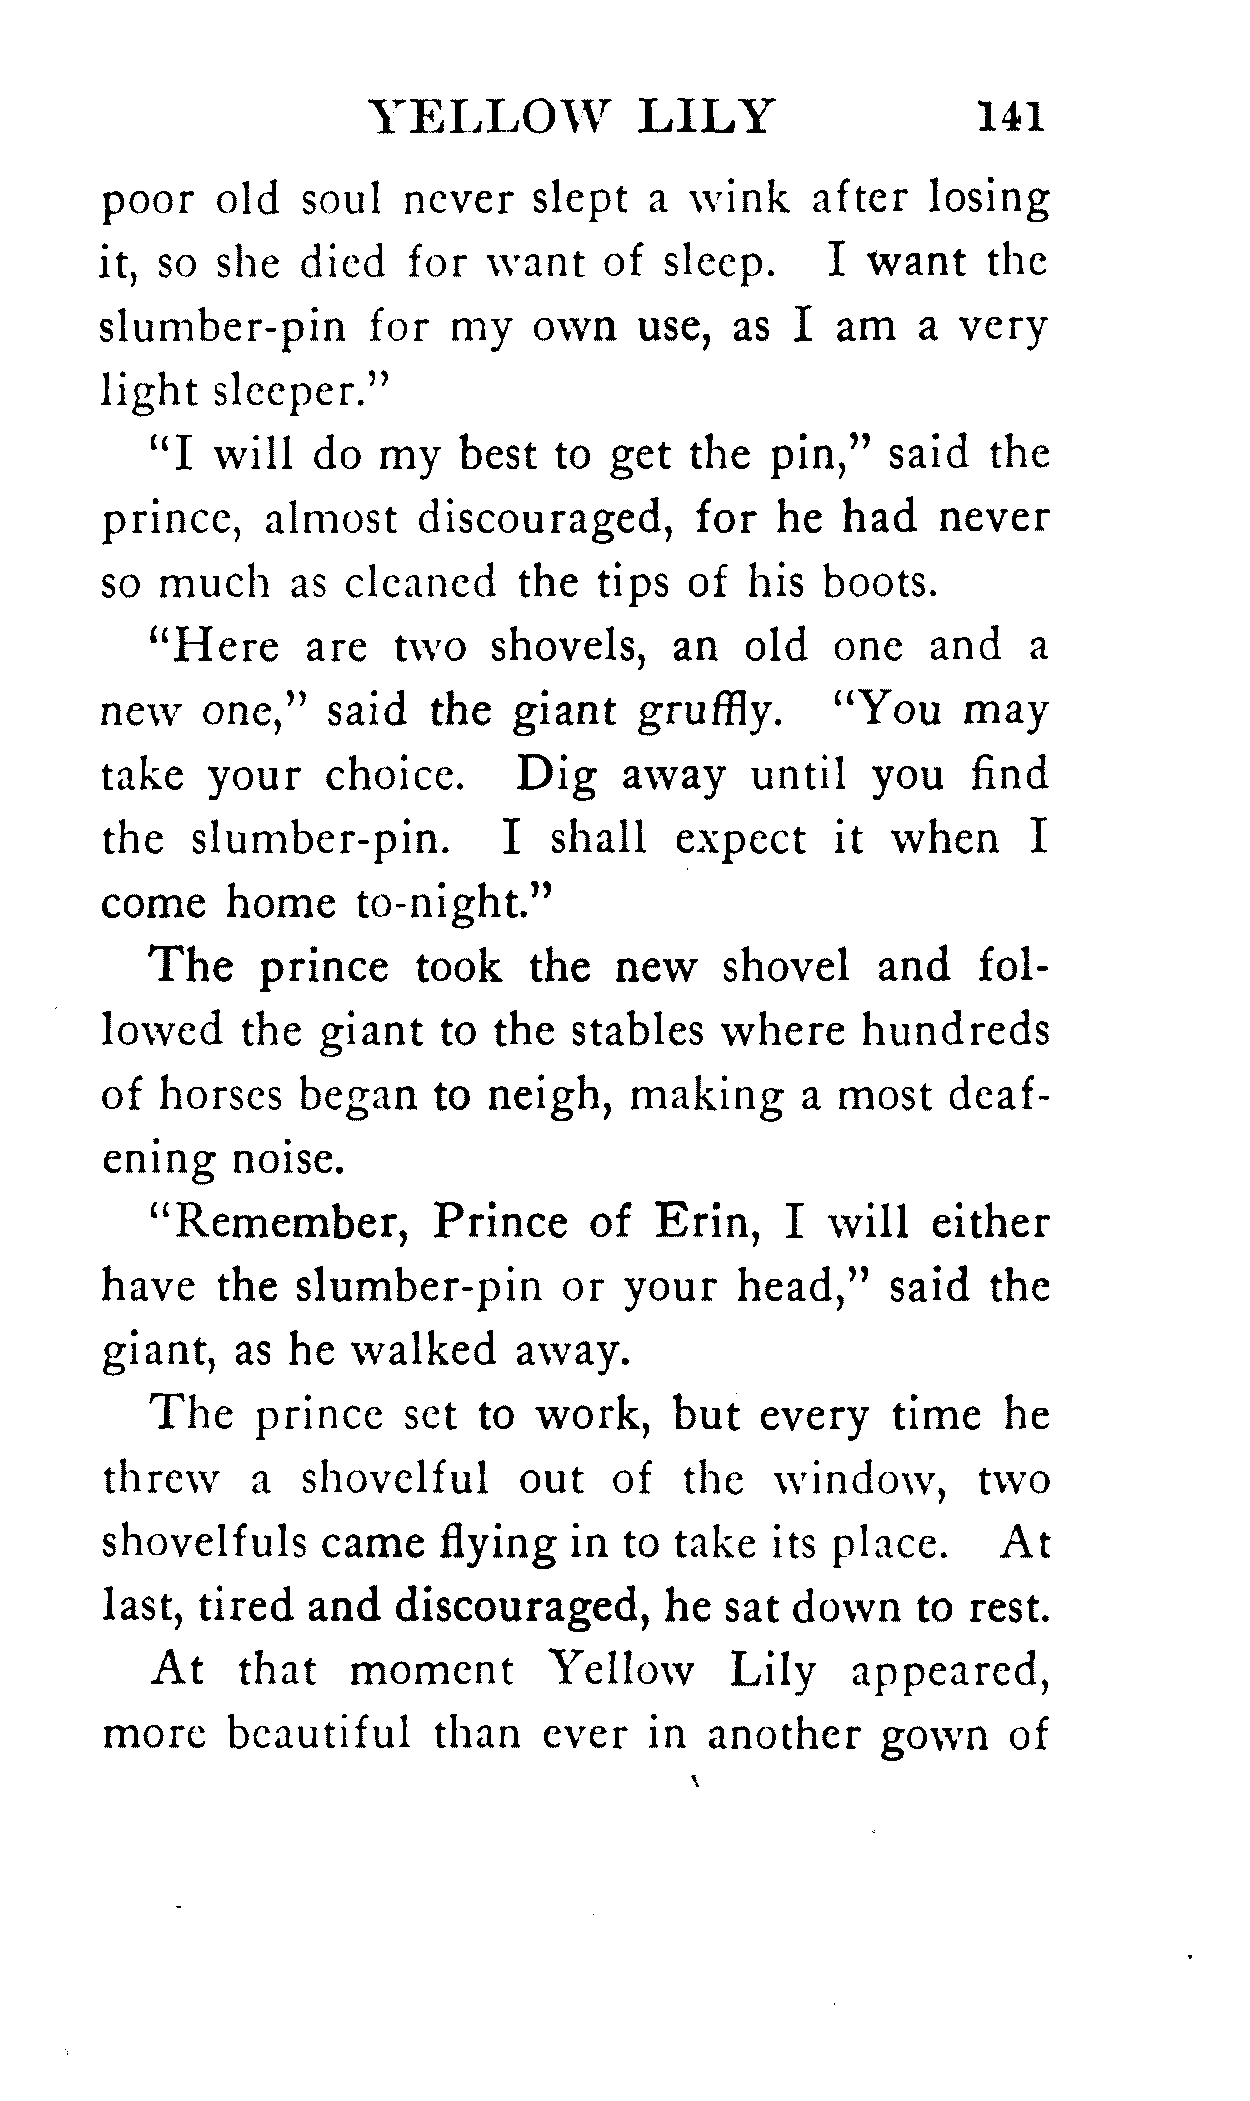 YELLOW LILY 141
poor old soul never slept a wink after losing
it, so she died for want of sleep. I want the
slumber-pin for my own use, as I am a very
light sleeper."
"I will do my best to get the pin," said the
prince, almost discouraged, for he had never
so much as cleaned the tips of his boots.
"Here are two shovels, an old one and a
new one," said the giant gruffly. "You may
take your choice. Dig away until you find
the slumber-pin. I shall expect it when I
come home to-night."
The prince took the new shovel and fol-
lowed the giant to the stables where hundreds
of horses began to neigh, making a most deaf-
ening noise.
"Remember, Prince of Erin, I will either
have the slumber-pin or your head," said the
giant, as he walked away.
The prince set to work, but every time he
threw a shovelful out of the window, two
shovelfuls came flying in to take its place. At
last, tired and discouraged, he sat down to rest.
At that moment Yellow Lily appeared,
more beautiful than ever in another gown of